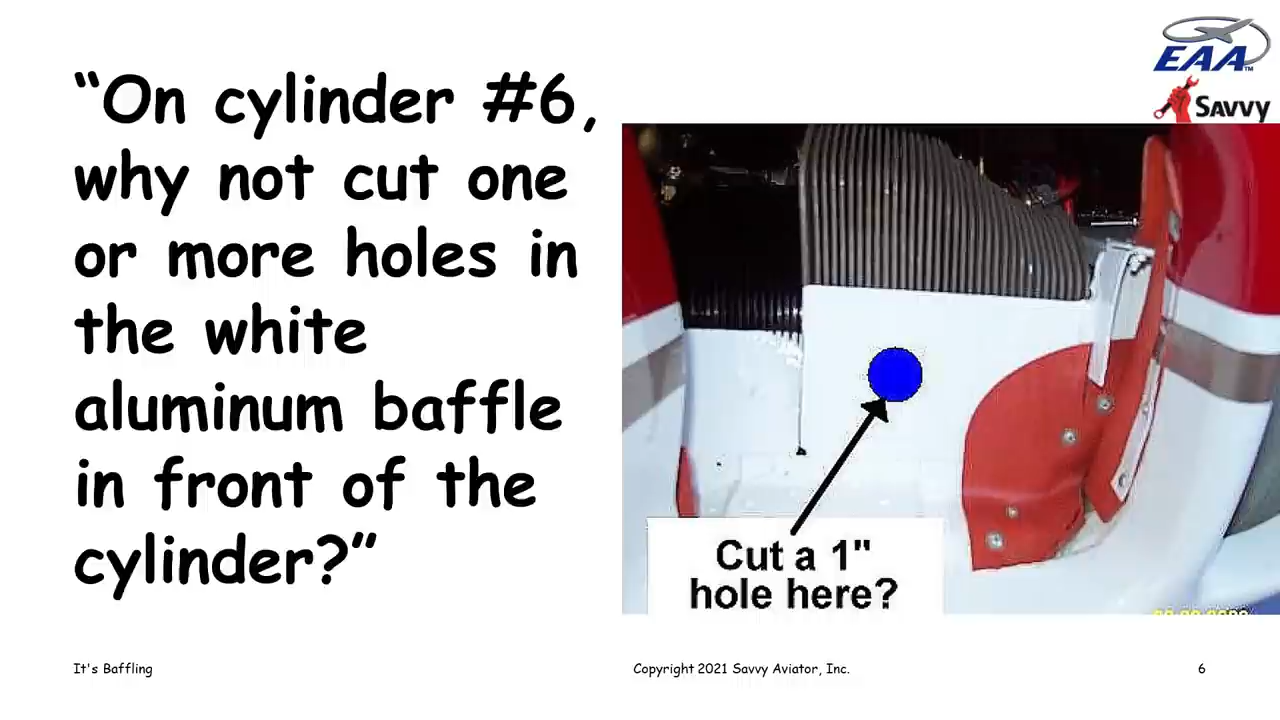 EAA™
SAVVY
“On cylinder #6,
why not cut one
or more holes in
the white
aluminum baffle
in front of the
cylinder?”
Cut a 1"
hole here?
It's Baffling
Copyright 2021 Savvy Aviator, Inc.
6